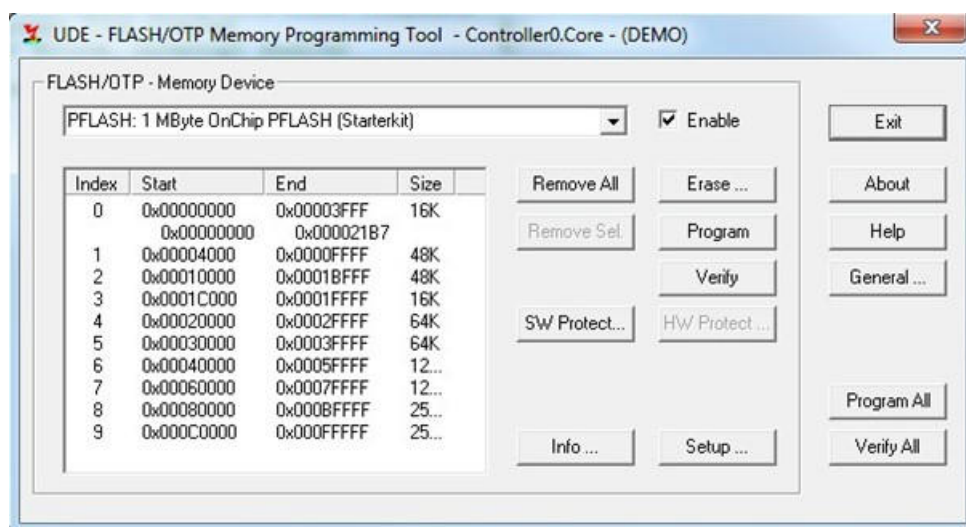 UDE - FLASH/OTP Memory Programming Tool - Controller0.Core - (DEMO)
FLASH/OTP - Memory Device
PFLASH: 1 MByte OnChip PFLASH (Starterkit)
Enable
Exit
Index Start End Size
0 0x00000000 0x00003FFF 16K
0x00000000 0x000021B7
1 0x00004000 0x0000FFFF 48K
2 0x00010000 0x0001BFFF 48K
3 0x0001C000 0x0001FFFF 16K
4 0x00020000 0x0002FFFF 64K
5 0x00030000 0x0003FFFF 64K
6 0x00040000 0x0005FFFF 12...
7 0x00060000 0x0007FFFF 12...
8 0x00080000 0x000BFFFF 25...
9 0x000C0000 0x000FFFFF 25...
Remove All Erase ... About
Remove Sel. Program Help
Verify General ...
SW Protect... HW Protect ...
Program All
Info ... Setup ... Verify All